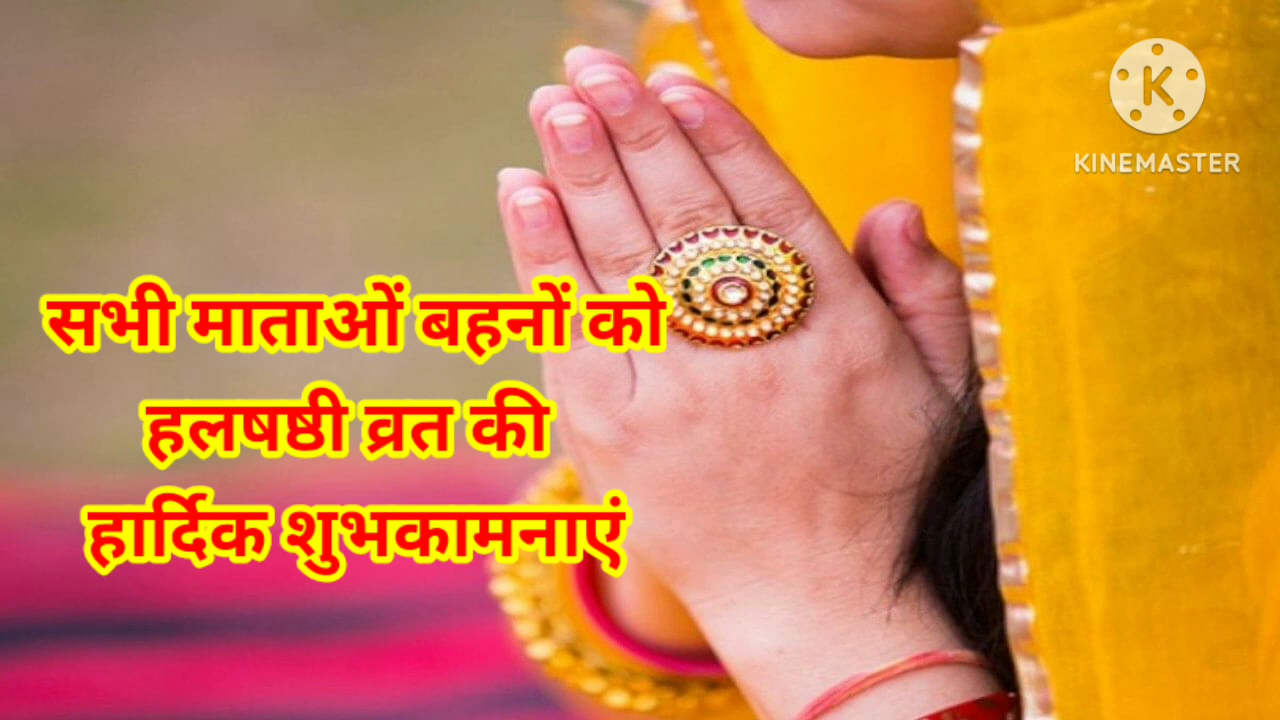 KINEMASTER
सभी माताओं बहनों को
हलषष्ठी व्रत की
हार्दिक शुभकामनाएं